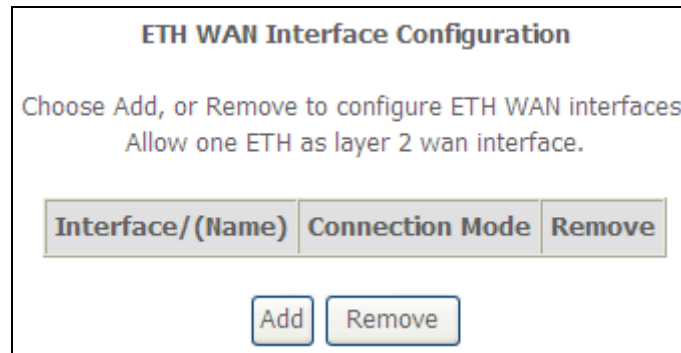 ETH WAN Interface Configuration
Choose Add, or Remove to configure ETH WAN interfaces
Allow one ETH as layer 2 wan interface.
Interface/(Name) Connection Mode Remove
Add Remove